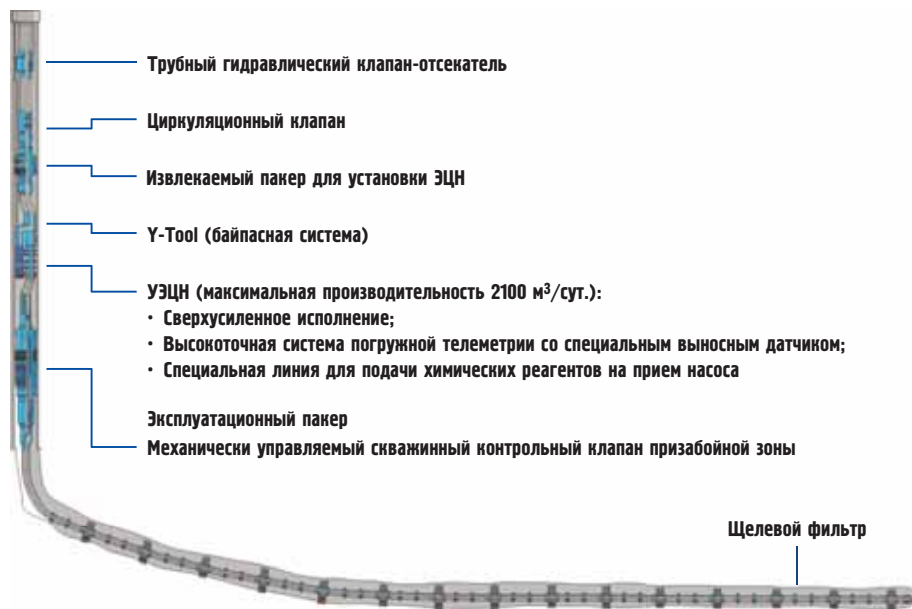 Трубный гидравлический клапан-отсекатель
Циркуляционный клапан
Извлекаемый пакер для установки ЭЦН
Y-Tool (байпасная система)
УЭЦН (максимальная производительность 2100 м³/сут.):
· Сверхусиленное исполнение;
· Высокоточная система погружной телеметрии со специальным выносным датчиком;
· Специальная линия для подачи химических реагентов на прием насоса
Эксплуатационный пакер
Механически управляемый скважинный контрольный клапан призабойной зоны
Щелевой фильтр